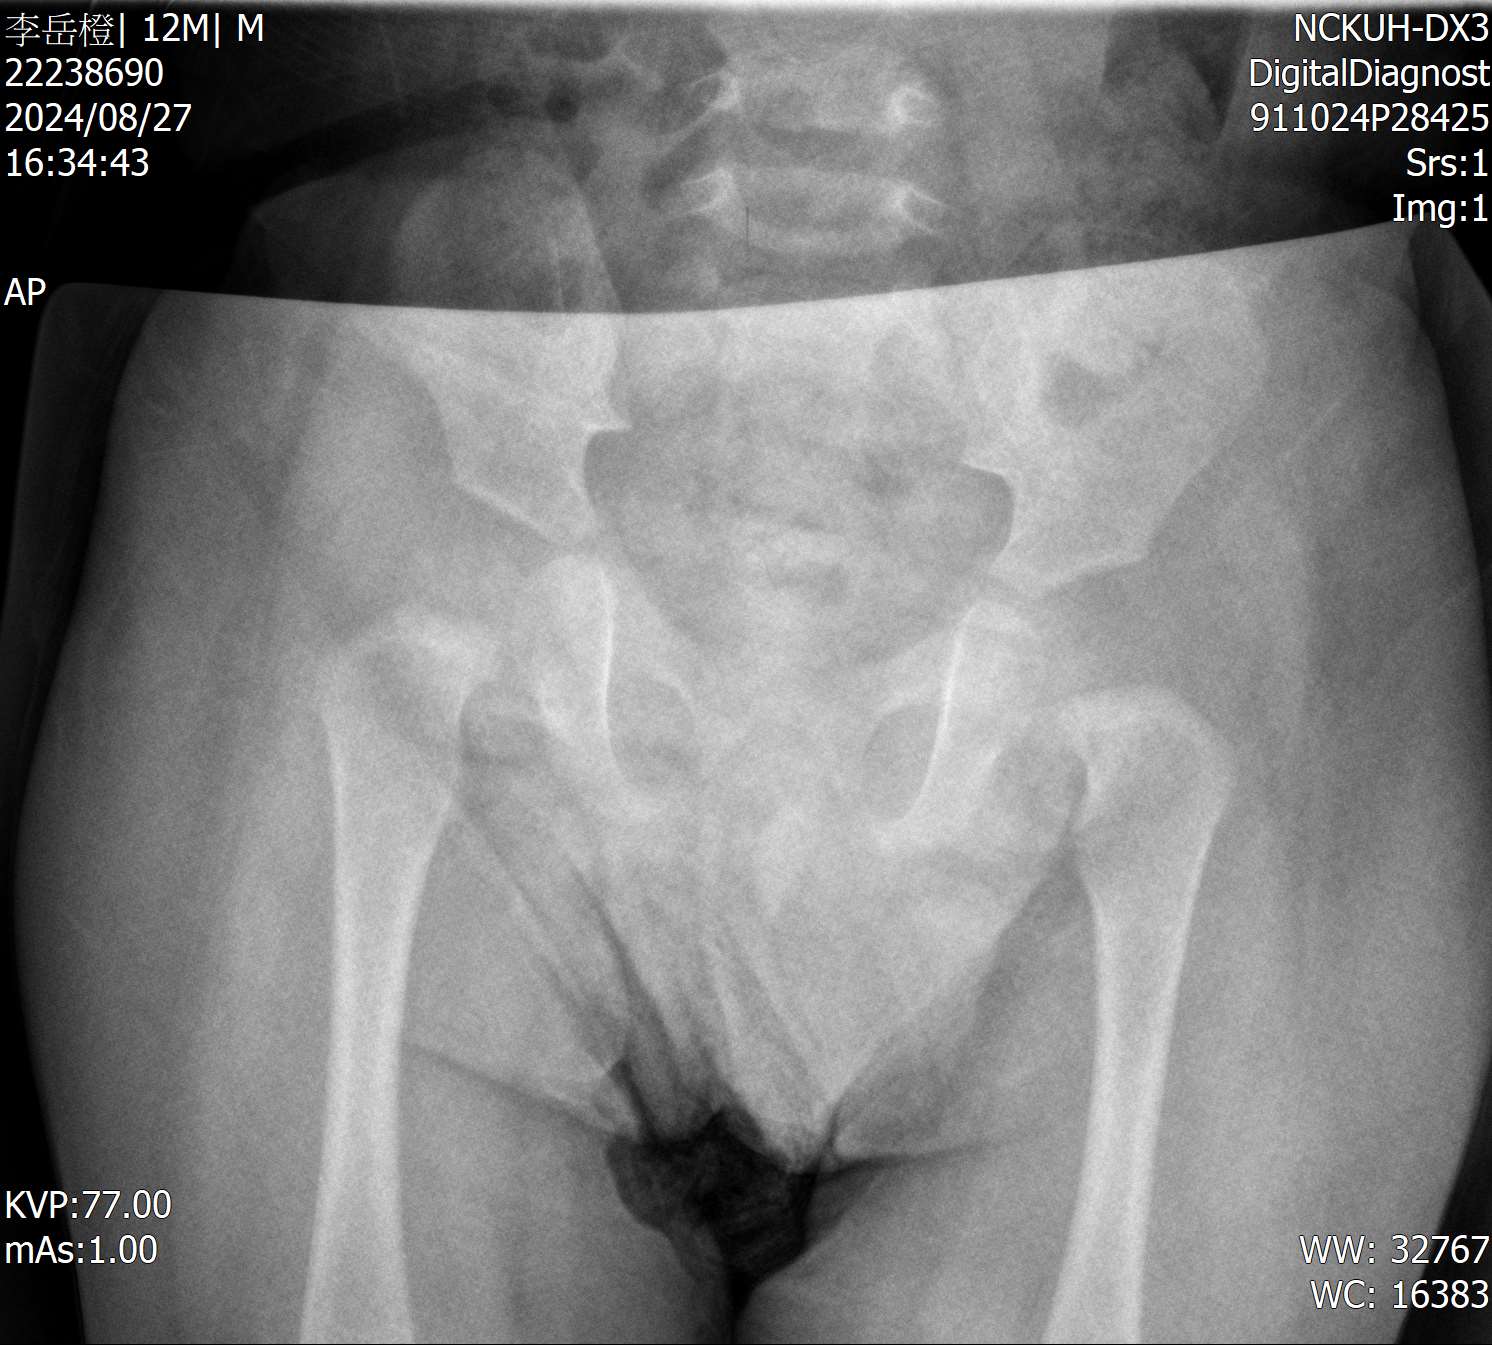 李岳橙| 12M| M
22238690
2024/08/27
16:34:43
NCKUH-DX3
DigitalDiagnost
911024P28425
Srs:1
Img:1
AP
KVP:77.00
mAs:1.00
WW: 32767
WC: 16383